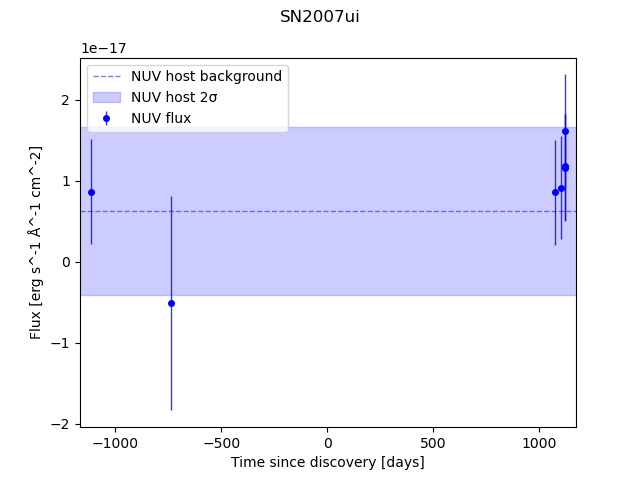 SN2007ui
1e−17
NUV host background
NUV host 2σ
NUV flux
2
1
0
−1
−2
Flux [erg s^-1 Å^-1 cm^-2]
−1000
−500
0
500
1000
Time since discovery [days]